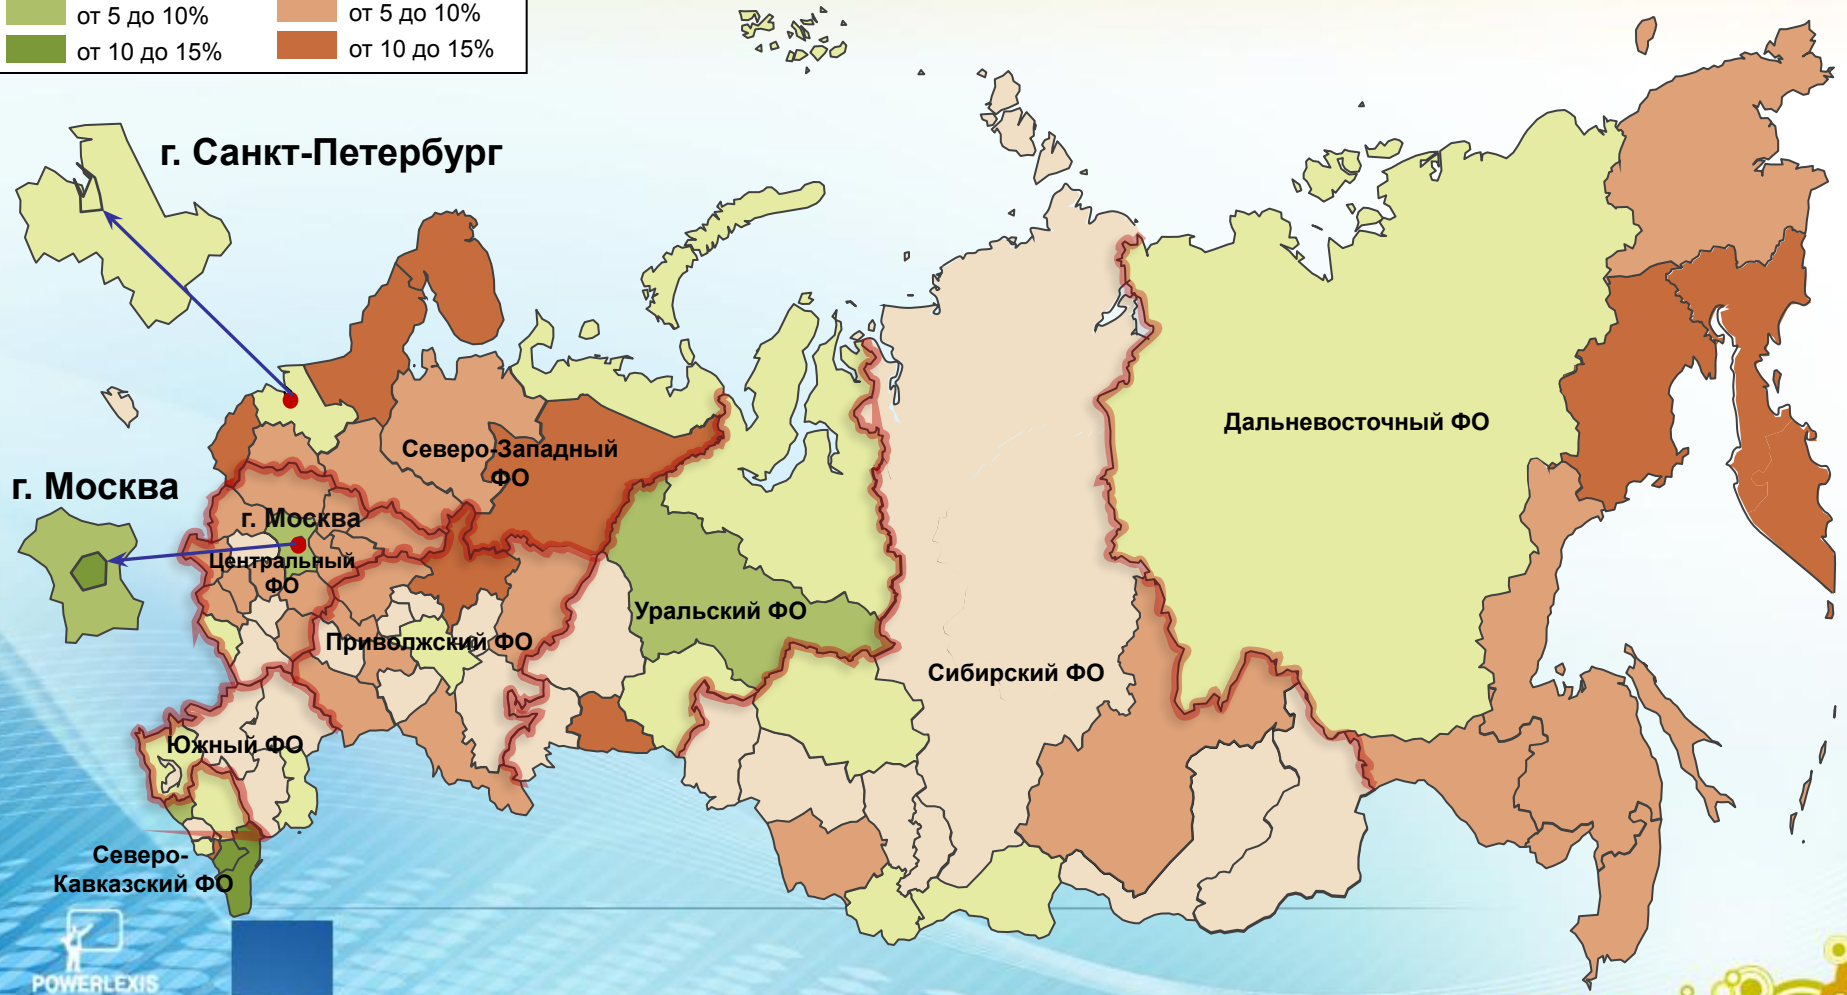 от 5 до 10%
от 5 до 10%
от 10 до 15%
от 10 до 15%
г. Санкт-Петербург
г. Москва
г. Москва
Северо-Западный
ФО
Центральный
ФО
Приволжский ФО
Уральский ФО
Дальневосточный ФО
Сибирский ФО
Южный ФО
Северо-
Кавказский ФО
POWERLEXIS